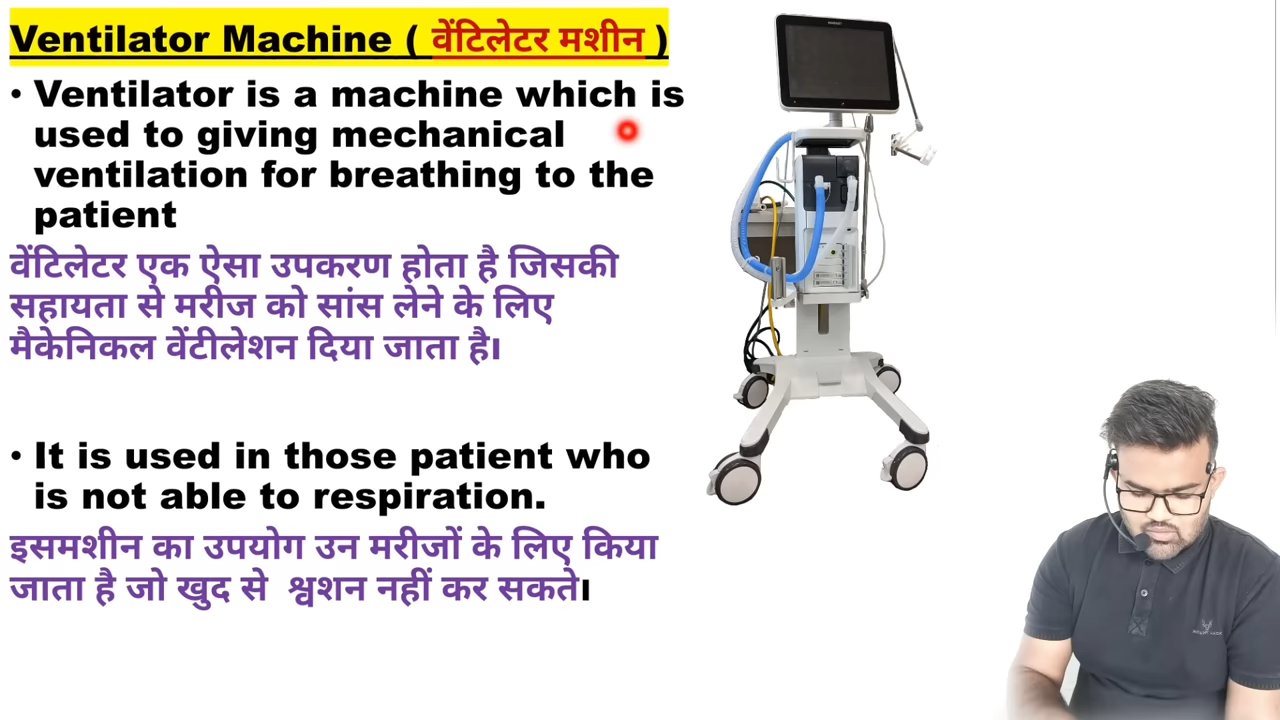 Ventilator Machine ( वेंटिलेटर मशीन )
• Ventilator is a machine which is
used to giving mechanical
ventilation for breathing to the
patient
वेंटिलेटर एक ऐसा उपकरण होता है जिसकी
सहायता से मरीज को सांस लेने के लिए
मैकेनिकल वेंटीलेशन दिया जाता है।
• It is used in those patient who
is not able to respiration.
इसमशीन का उपयोग उन मरीजों के लिए किया
जाता है जो खुद से श्वशन नहीं कर सकते।